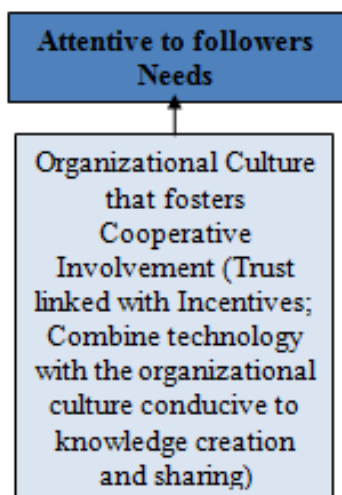 Attentive to followers
Needs
Organizational Culture
that fosters
Cooperative
Involvement (Trust
linked with Incentives;
Combine technology
with the organizational
culture conducive to
knowledge creation
and sharing)